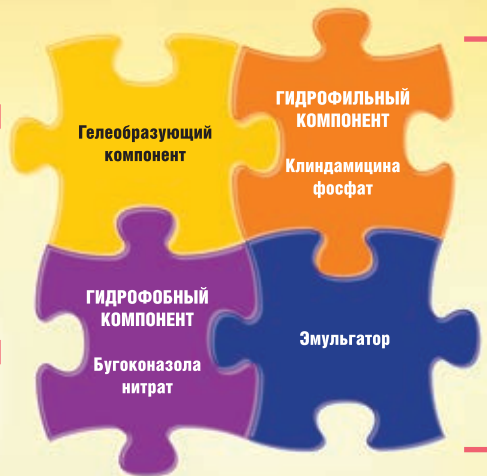 Гелеобразующий
компонент
ГИДРОФИЛЬНЫЙ
КОМПОНЕНТ
Клиндамицина
фосфат
ГИДРОФОБНЫЙ
КОМПОНЕНТ
Бугоконазола
нитрат
Эмульгатор